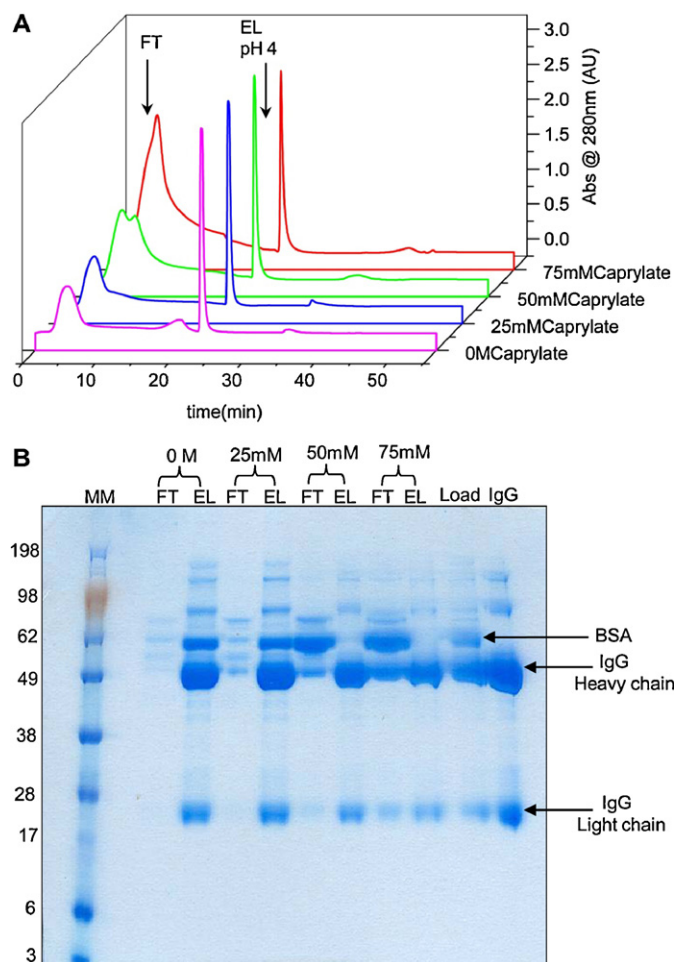 A
FT
EL
pH 4
3.0
2.5
2.0
1.5
1.0
0.5
0.0
Abs @ 280nm (AU)
75mMCaprylate
50mMCaprylate
25mMCaprylate
0MCaprylate
0 10 20 30 40 50
time(min)
B
0 M 25mM 50mM 75mM
MM FT EL FT EL FT EL FT EL Load IgG
198
98
62
49
38
28
17
6
3
BSA
IgG
Heavy chain
IgG
Light chain